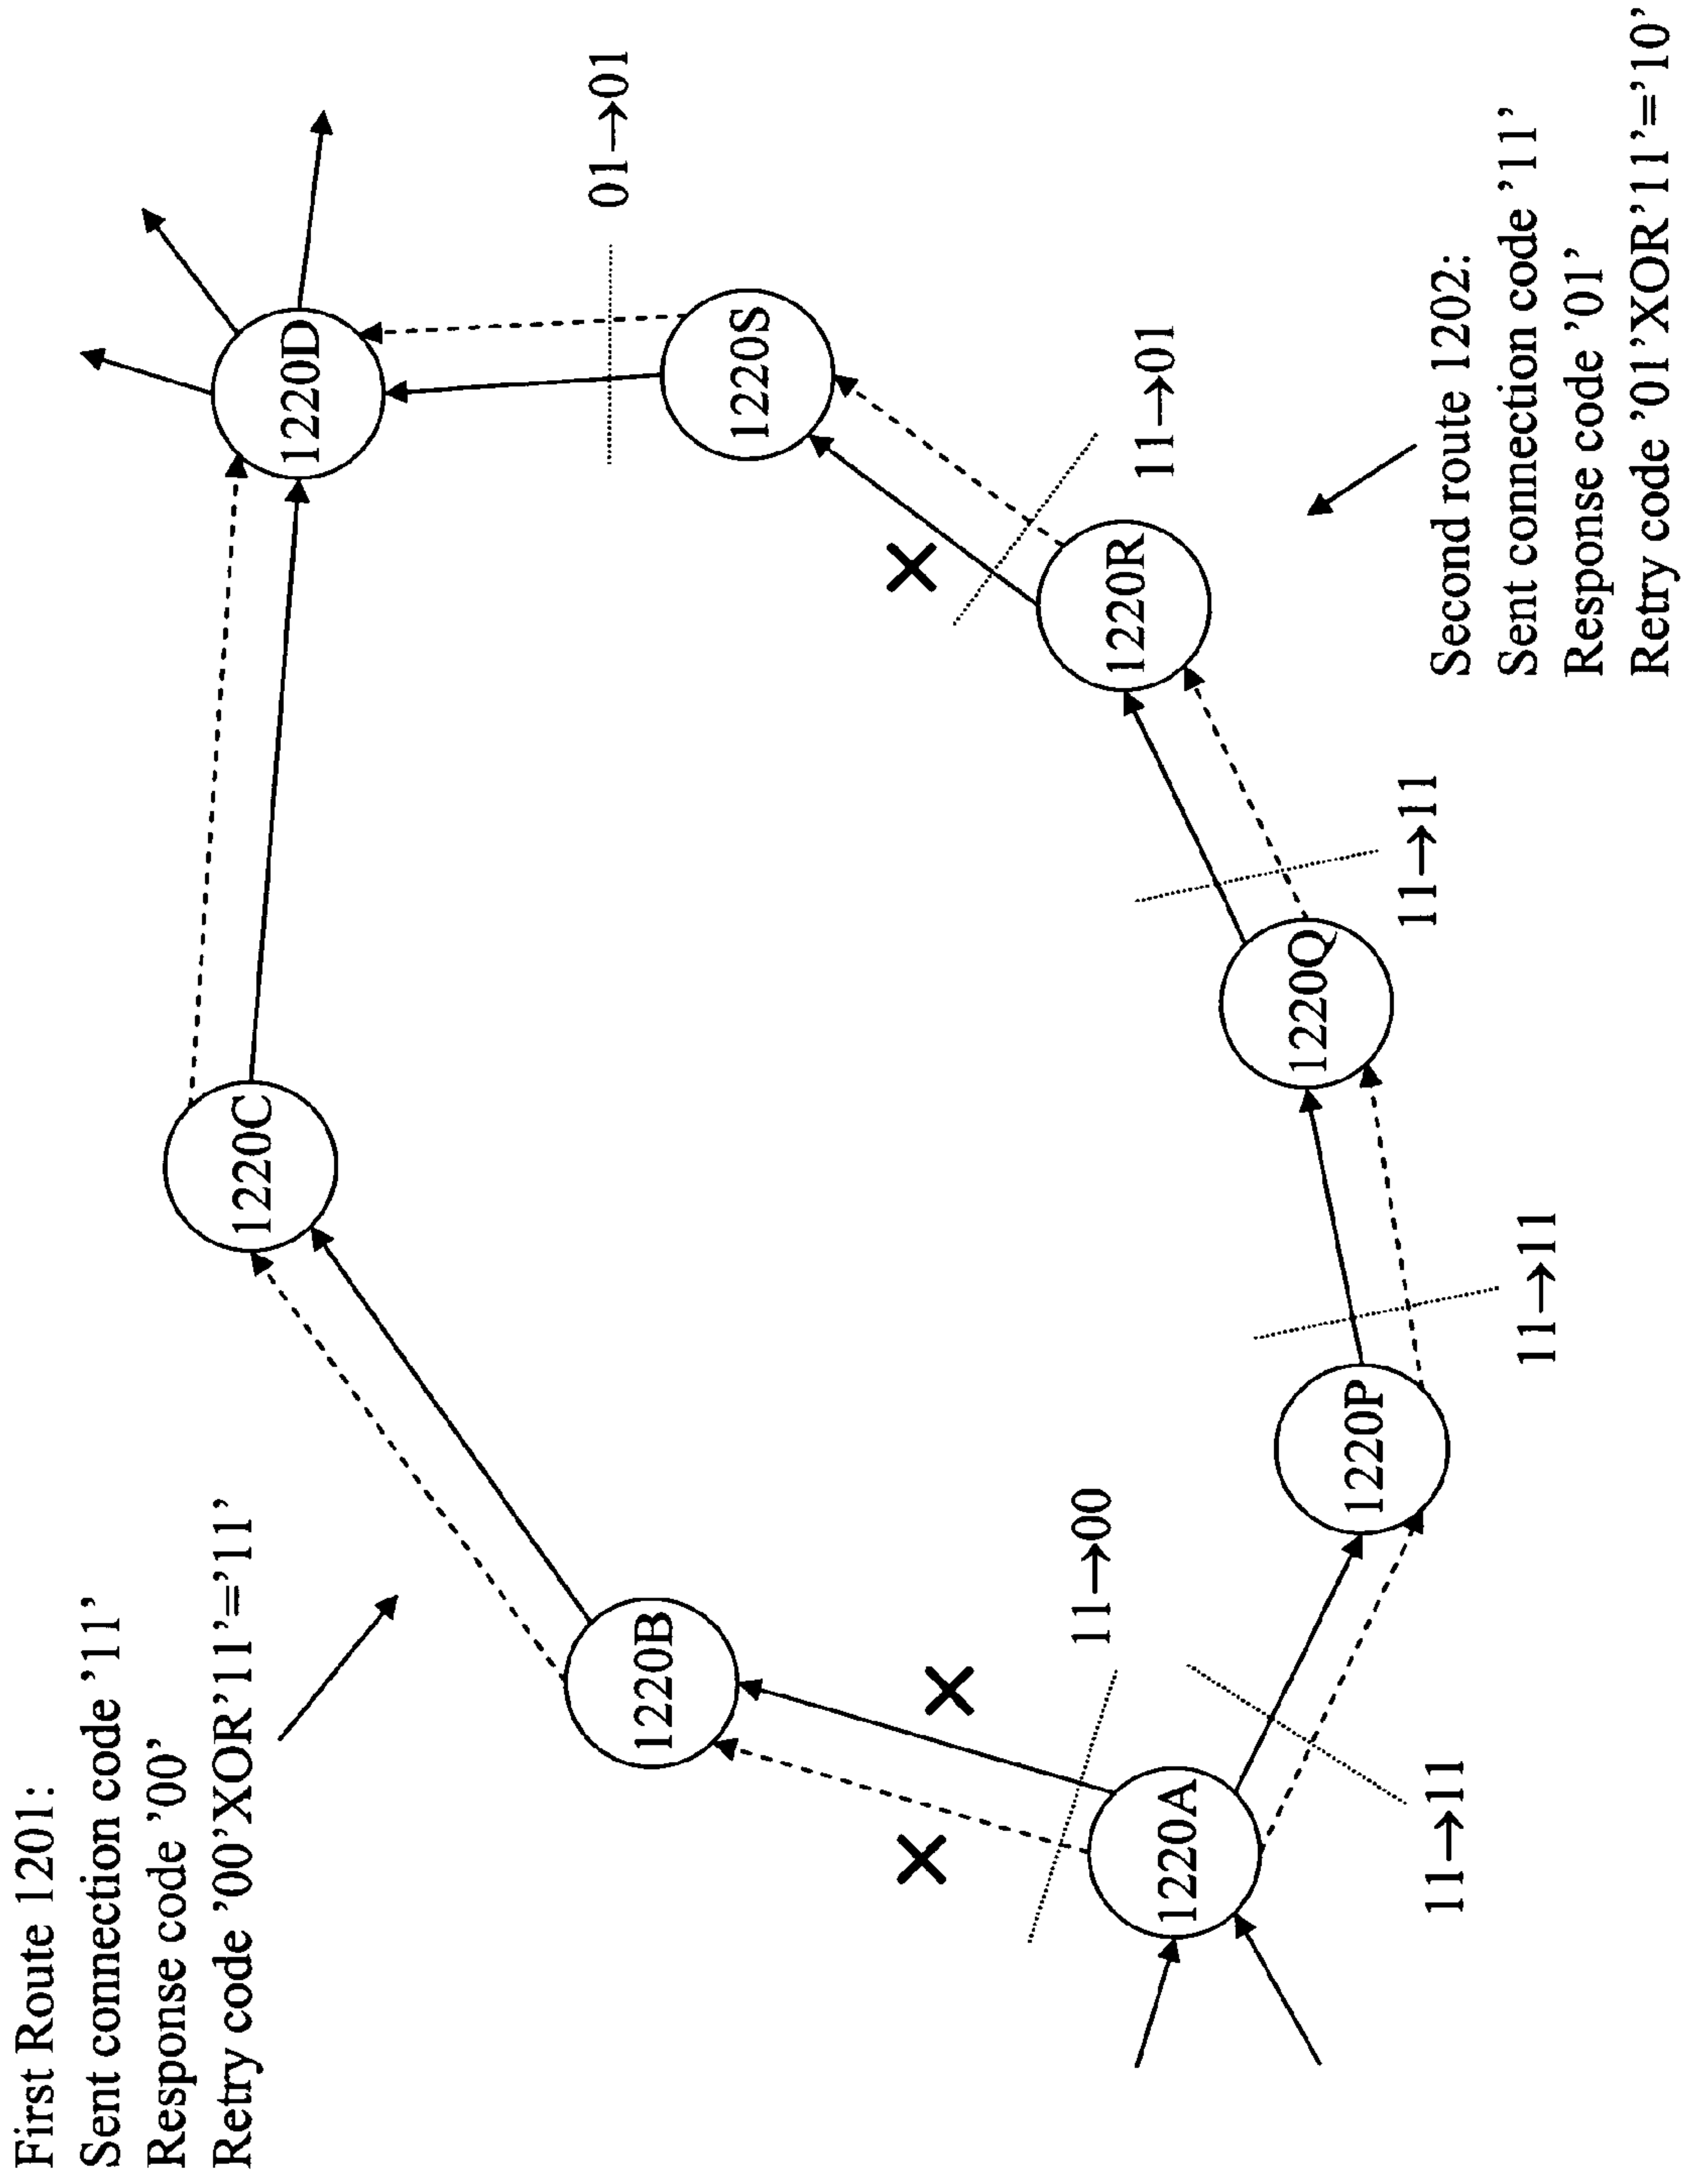 First Route 1201:
Sent connection code '11'
Response code '00'
Retry code '00'XOR'11'='11'
1220C
1220D
01→01
1220B
1220S
11→00
11→01
1220A
1220R
1220Q
1220P
11→11
11→11
11→11
Second route 1202:
Sent connection code '11'
Response code '01'
Retry code '01'XOR'11'='10'